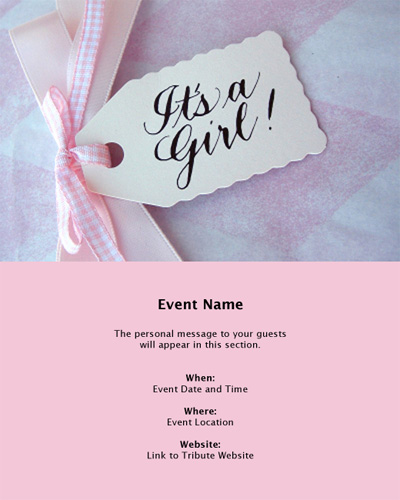 It's a
Girl!
Event Name
The personal message to your guests
will appear in this section.
When:
Event Date and Time
Where:
Event Location
Website:
Link to Tribute Website